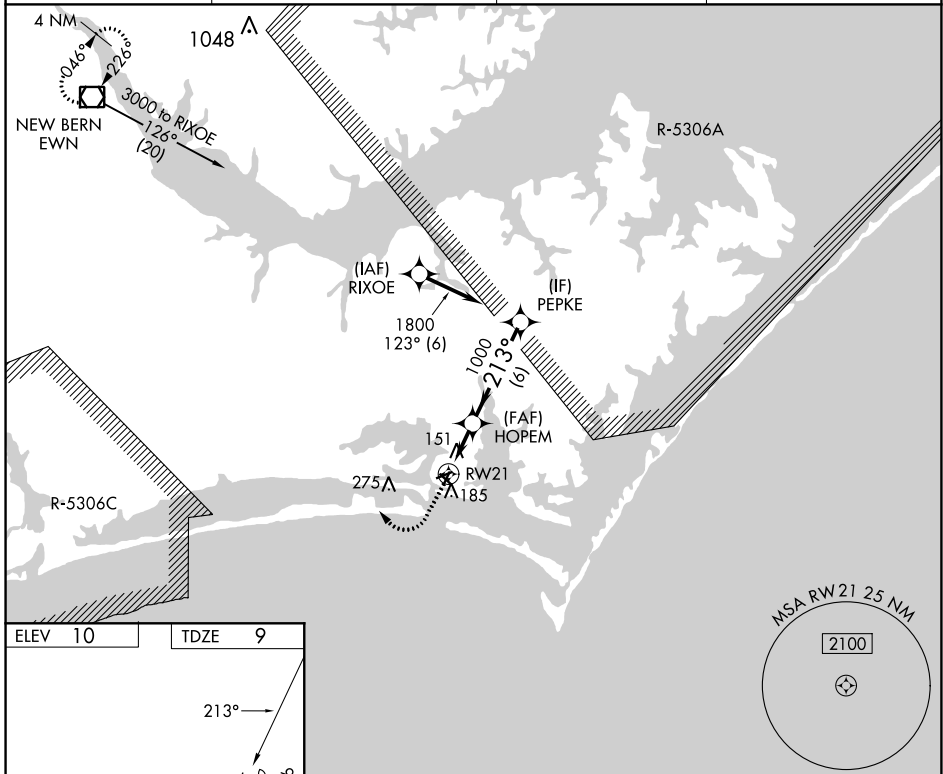 4 NM
1048
046°
226°
3000 to RIXOE
126°
(20)
NEW BERN
EWN
R-5306A
(IAF)
RIXOE
(IF)
PEPKE
1800
123° (6)
1000
213°
(6)
(FAF)
HOPEM
151
RW21
275
185
R-5306C
MSA RW21 25 NM
2100
ELEV 10
TDZE 9
213°